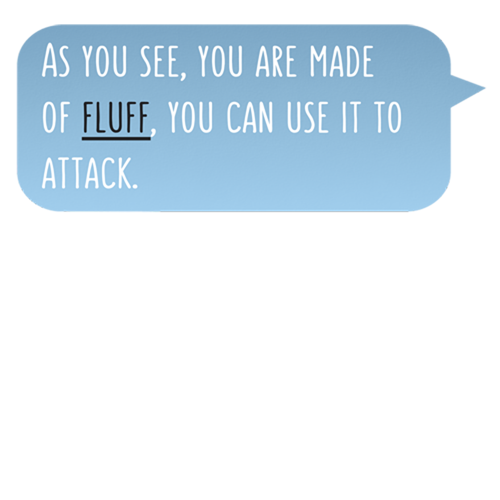 As you see, you are made
of fluff, you can use it to
attack.